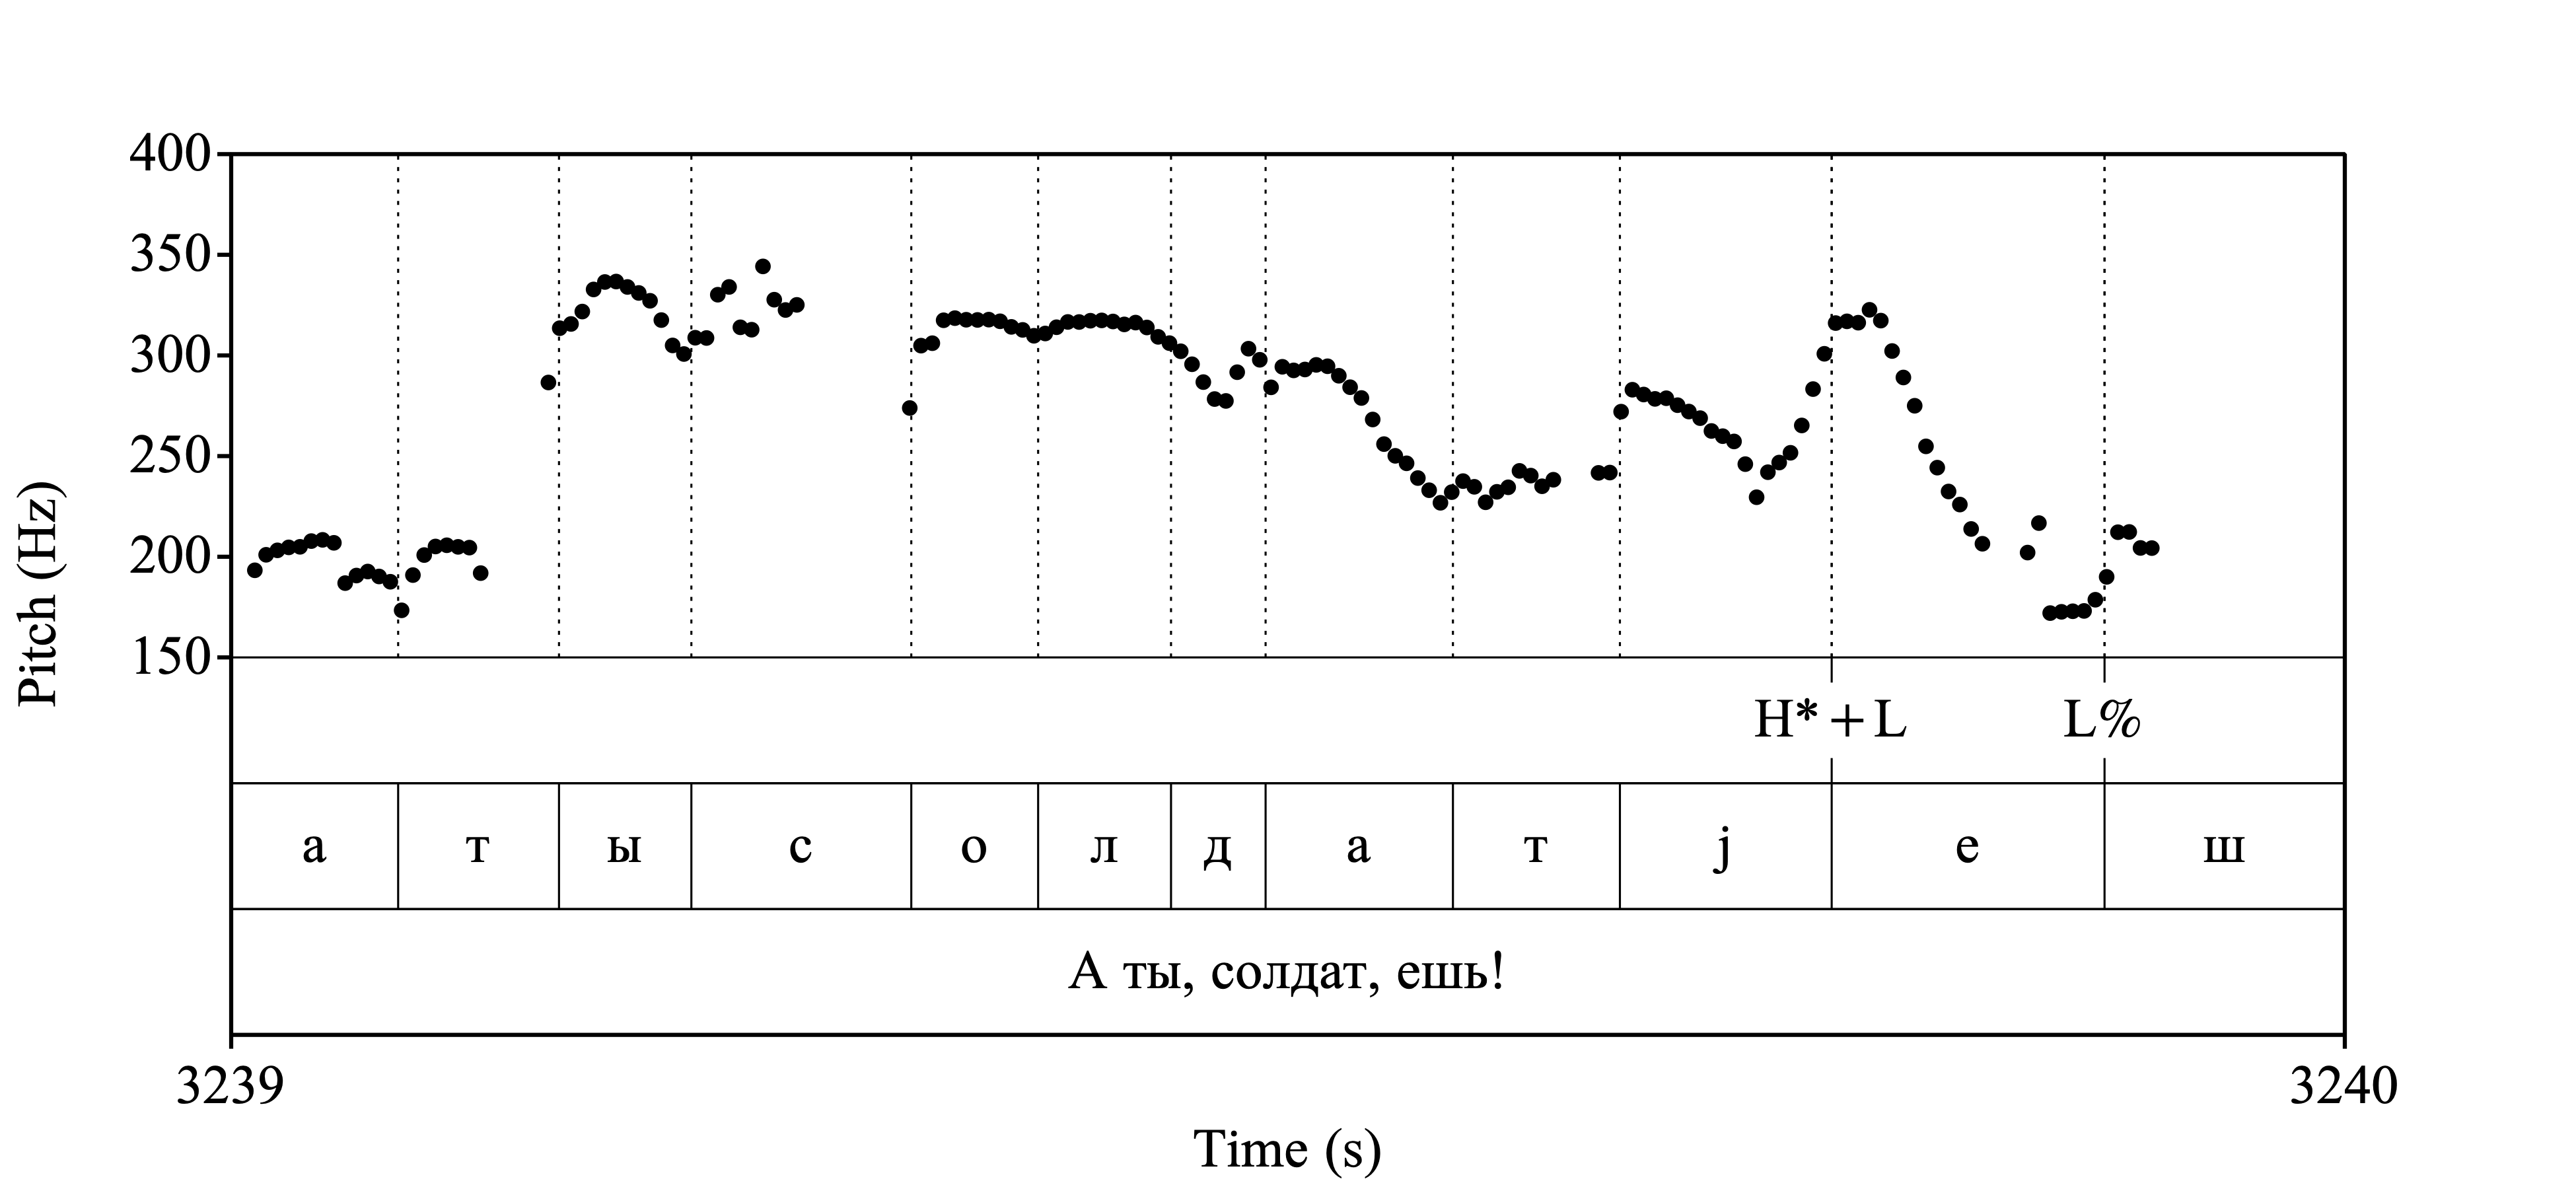 Pitch (Hz)
400
350
300
250
200
150
H* + L L%
а т ы с о л д а т j е ш
А ты, солдат, ешь!
3239 3240
Time (s)